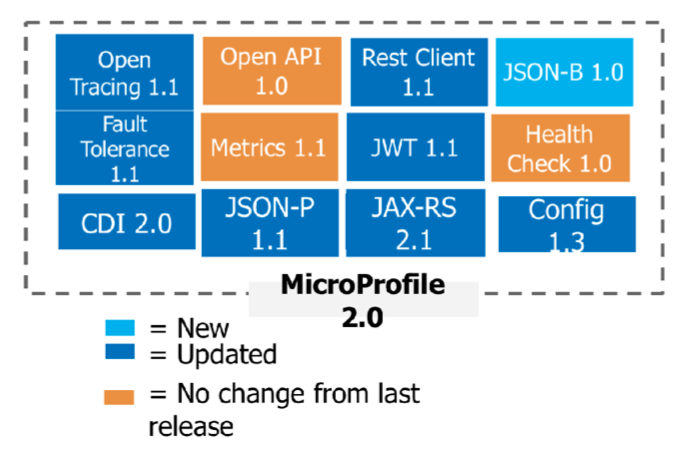 Open
Tracing 1.1
Open API
1.0
Rest Client
1.1
JSON-B 1.0
Fault
Tolerance
1.1
Metrics 1.1
JWT 1.1
Health
Check 1.0
CDI 2.0
JSON-P
1.1
JAX-RS
2.1
Config
1.3
MicroProfile
2.0
= New
= Updated
= No change from last
release